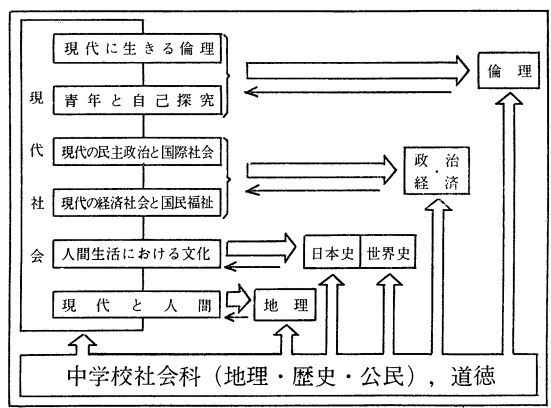 現代社会
現代に生きる倫理
青年と自己探究
現代の民主政治と国際社会
現代の経済社会と国民福祉
人間生活における文化
現代と人間
倫理
政治・
経済
日本史 世界史
地理
中学校社会科（地理・歴史・公民），道徳